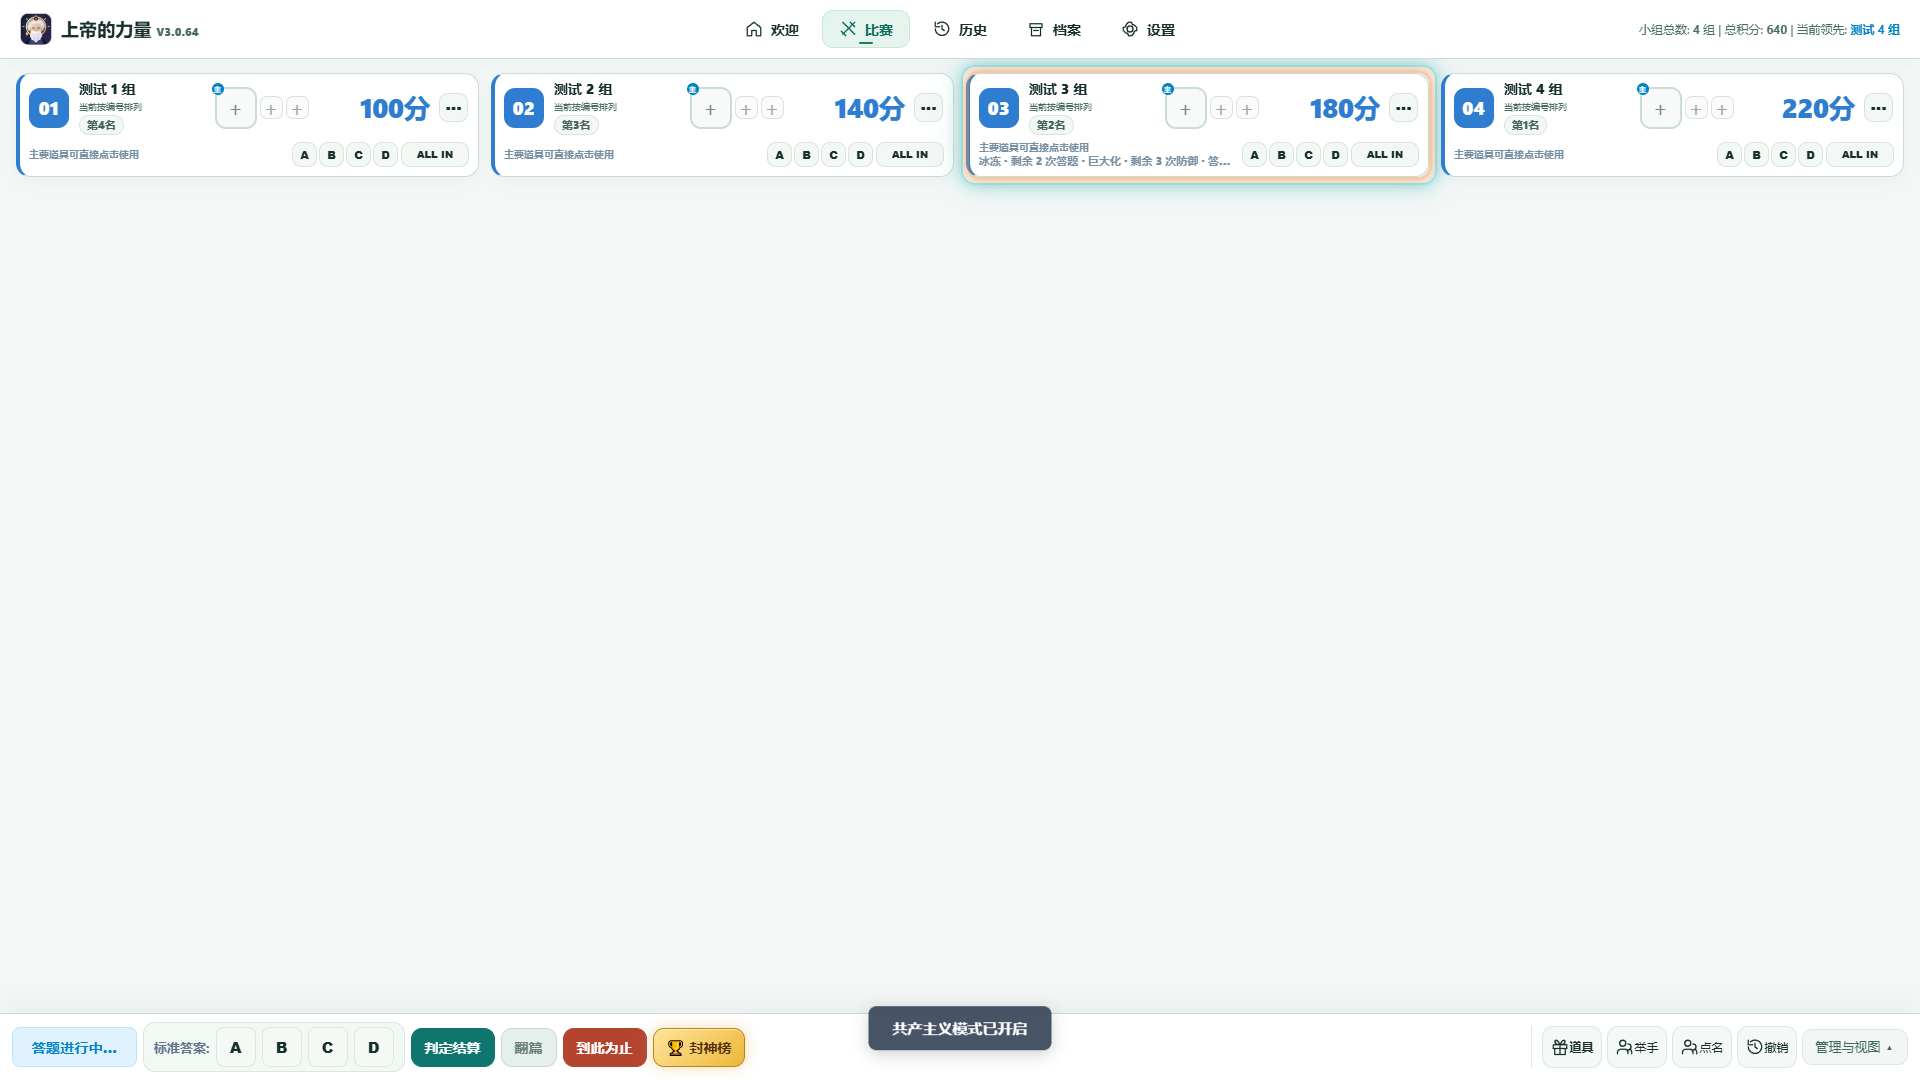 上帝的力量 V3.0.64
欢迎
比赛
历史
档案
设置
小组总数: 4 组 | 总积分: 640 | 当前领先: 测试 4 组
01
测试 1 组
当前按编号排列
第4名
主
+
+
+
100分
•••
主要道具可直接点击使用
A
B
C
D
ALL IN
02
测试 2 组
当前按编号排列
第3名
主
+
+
+
140分
•••
主要道具可直接点击使用
A
B
C
D
ALL IN
03
测试 3 组
当前按编号排列
第2名
主
+
+
+
180分
•••
主要道具可直接点击使用
冰冻 · 剩余 2 次答题 · 巨大化 · 剩余 3 次防御 · 答...
A
B
C
D
ALL IN
04
测试 4 组
当前按编号排列
第1名
主
+
+
+
220分
•••
主要道具可直接点击使用
A
B
C
D
ALL IN
共产主义模式已开启
答题进行中...
标准答案:
A
B
C
D
判定结算
翻篇
到此为止
封神榜
道具
举手
点名
撤销
管理与视图 ▲